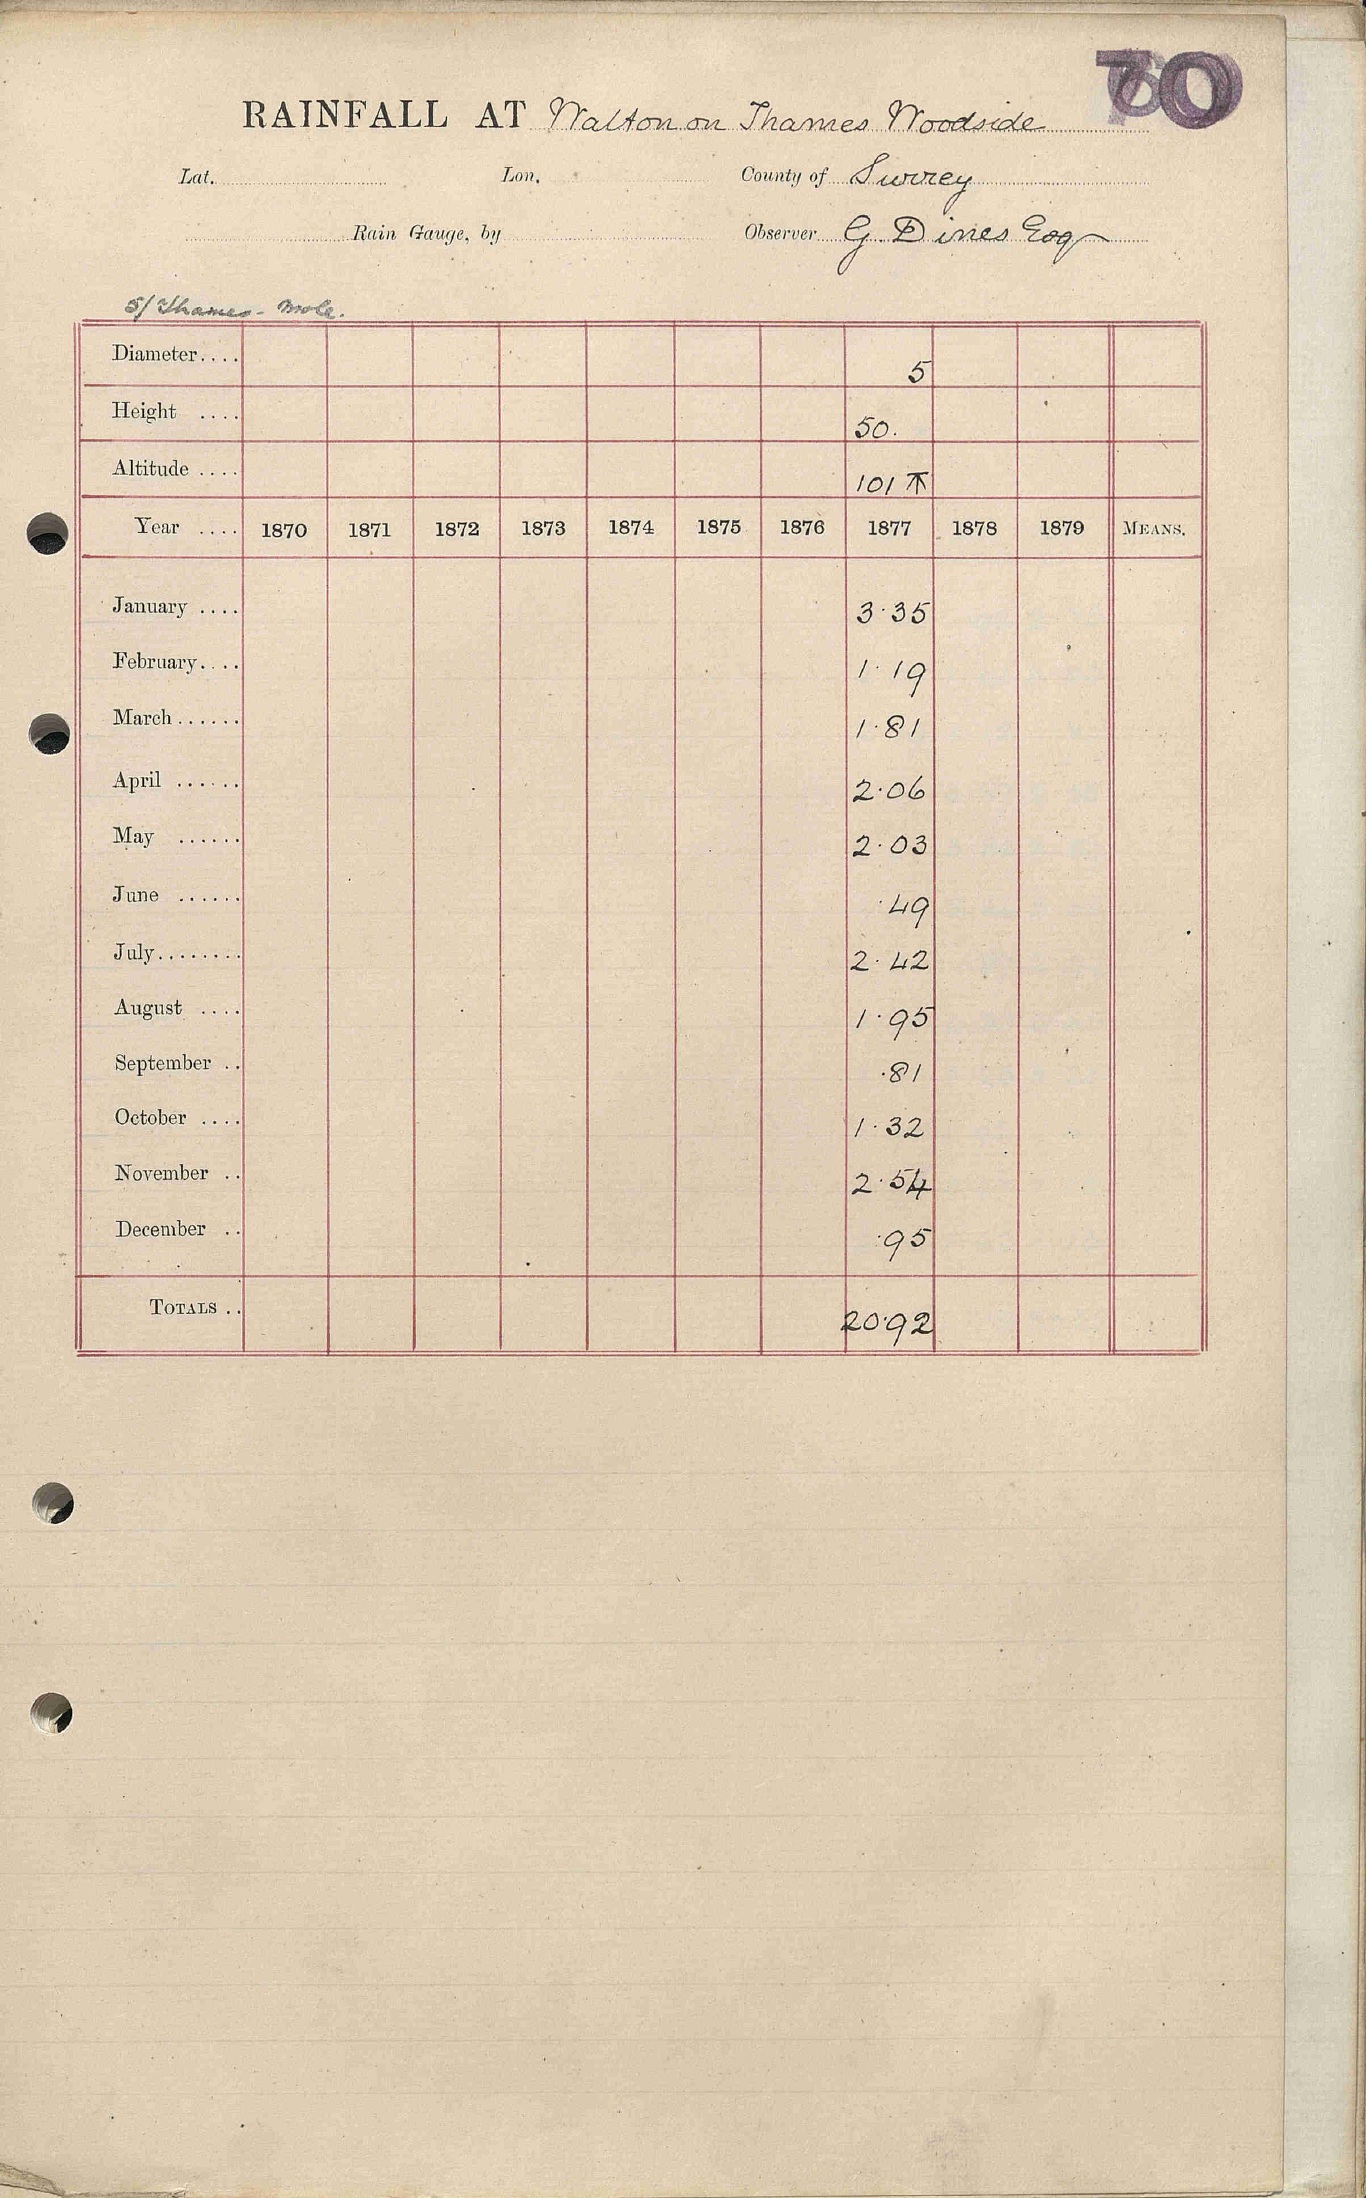 70
RAINFALL AT Walton on Thames Woodside
Lat. Lon. County of Surrey
Rain Gauge, by Observer G. Dines Esq
5/ Thames - Mole.
Diameter.... 5
Height .... 50.
Altitude .... 101 ⊼
Year .... 1870 1871 1872 1873 1874 1875 1876 1877 1878 1879 MEANS.
January .... 3.35
February.... 1.19
March...... 1.81
April ...... 2.06
May ...... 2.03
June ...... .49
July........ 2.42
August .... 1.95
September .. .81
October .... 1.32
November .. 2.54
December .. .95
TOTALS .. 20.92